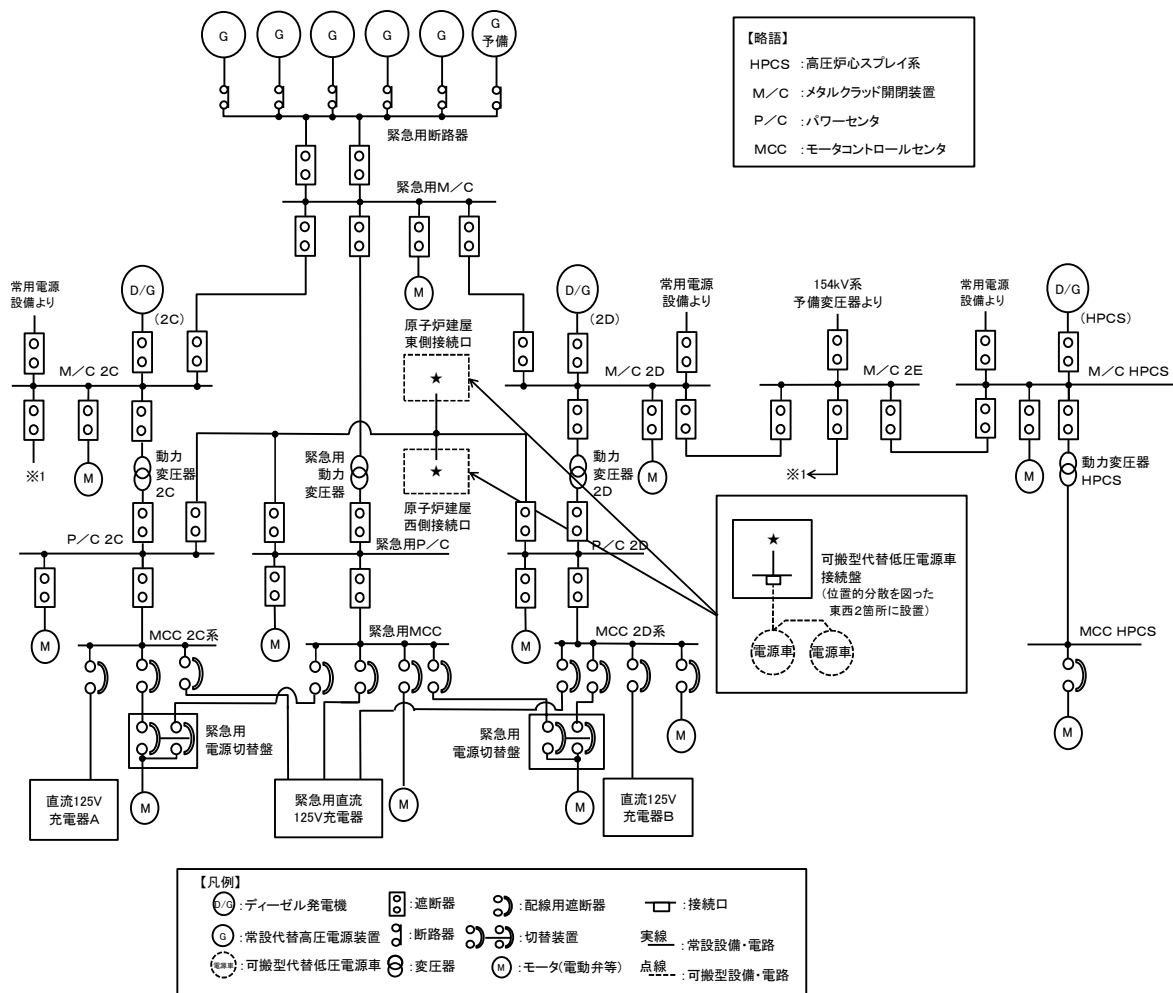 G
G
G
G
G
G
予備
緊急用断路器
緊急用M/C
【略語】
HPCS :高圧炉心スプレイ系
M/C :メタルクラッド開閉装置
P/C :パワーセンタ
MCC :モータコントロールセンタ
常用電源
設備より
D/G
(2C)
M
D/G
(2D)
常用電源
設備より
154kV系
予備変圧器より
常用電源
設備より
D/G
(HPCS)
原子炉建屋
東側接続口
★
M/C 2C
M/C 2D
M/C 2E
M/C HPCS
※1
M
動力
変圧器
2C
緊急用
動力
変圧器
★
原子炉建屋
西側接続口
動力
変圧器
2D
M
※1
M
動力変圧器
HPCS
P/C 2C
緊急用P/C
P/C 2D
★
可搬型代替低圧電源車
接続盤
(位置的分散を図った
東西2箇所に設置)
電源車
電源車
M
M
M
MCC 2C系
緊急用MCC
MCC 2D系
MCC HPCS
緊急用
電源切替盤
緊急用
電源切替盤
M
M
直流125V
充電器A
M
緊急用直流
125V充電器
M
M
直流125V
充電器B
【凡例】
D/G :ディーゼル発電機
:遮断器
:配線用遮断器
:接続口
G :常設代替高圧電源装置
:断路器
:切替装置
実線 :常設設備・電路
電源車 :可搬型代替低圧電源車
:変圧器
M :モータ(電動弁等)
点線 :可搬型設備・電路